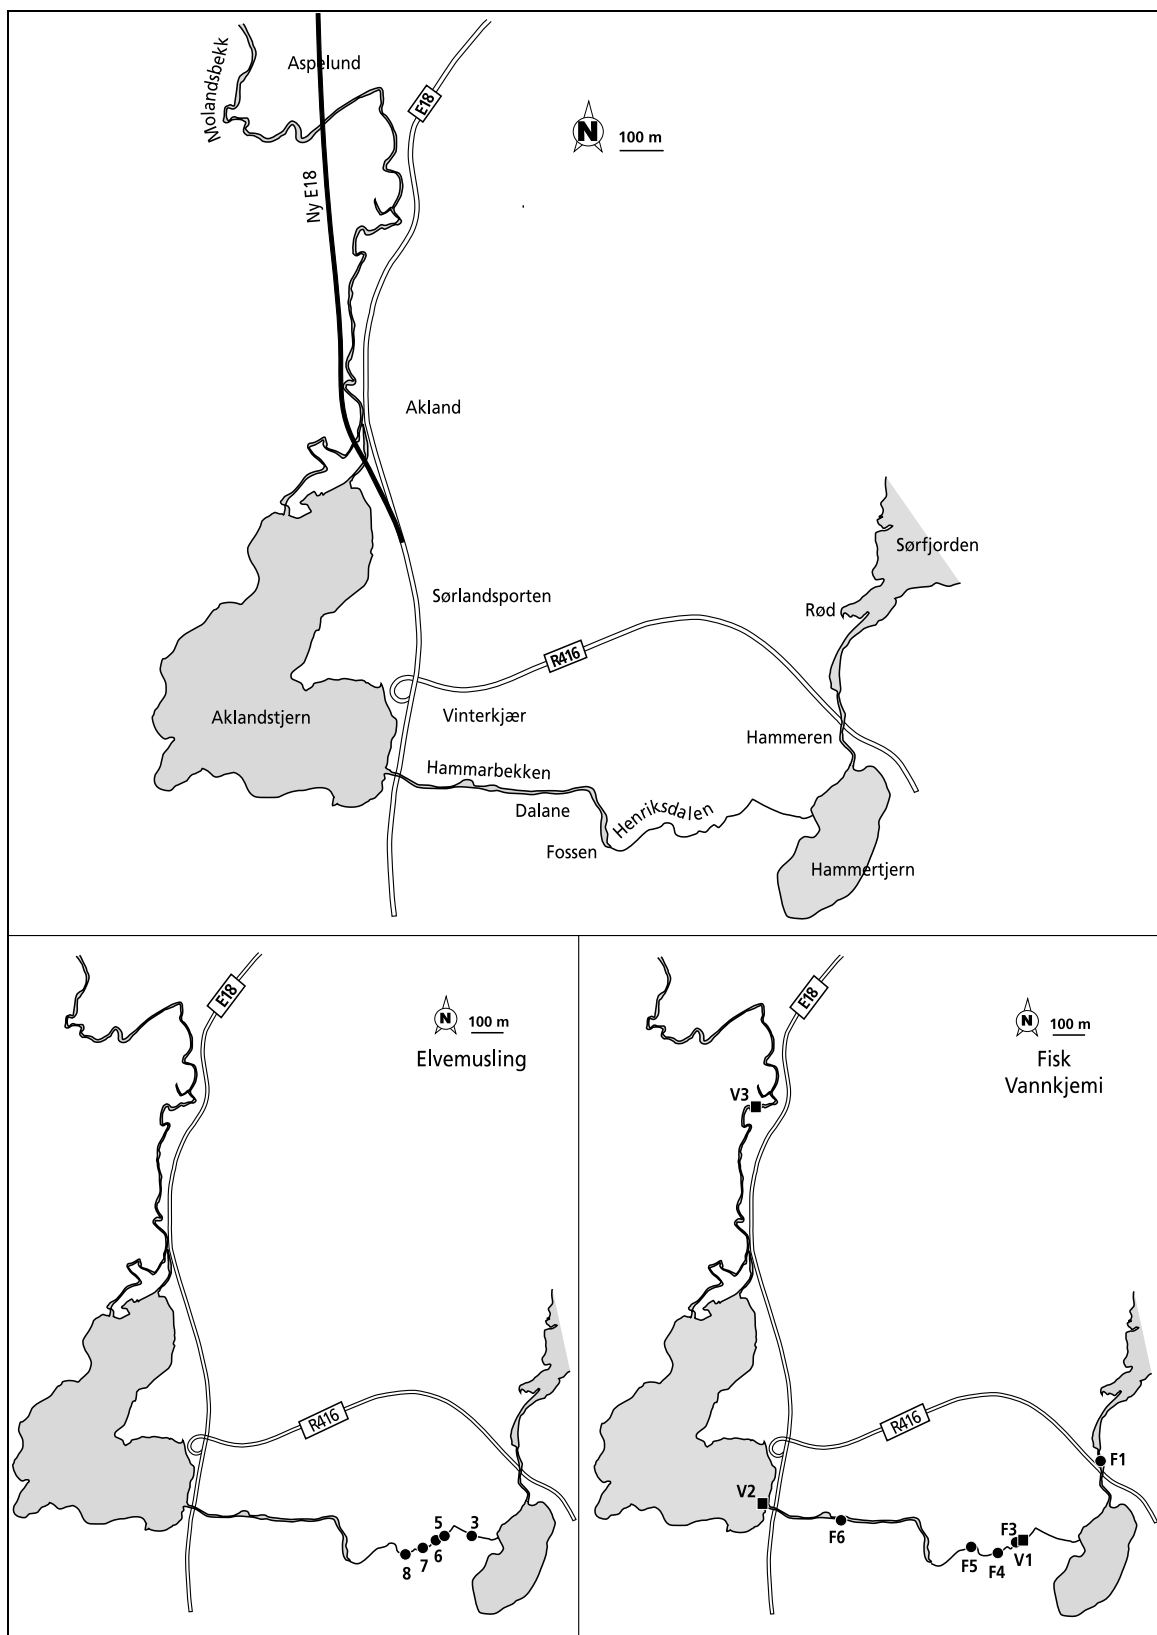 Molandsbekk
Aspelund
E18
N
100 m
Ny E18
Akland
Sørfjorden
Sørlandsporten
Rød
R416
Aklandstjern
Vinterkjær
Hammeren
Hammarbekken
Dalane
Henriksdalen
Fossen
Hammertjern
E18
N
100 m
Elvemusling
R416
5
3
6
7
8
E18
N
100 m
Fisk
Vannkjemi
V3
R416
F1
V2
F6
F3
F5
F4
V1